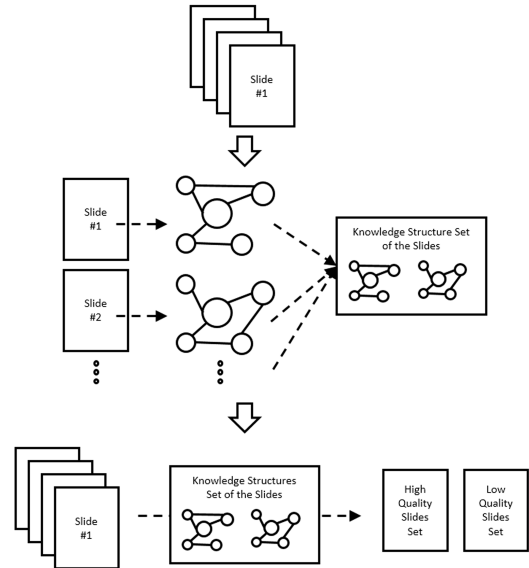 Slide
#1
Slide
#1
Knowledge Structure Set
of the Slides
Slide
#2
Knowledge Structures
Set of the Slides
Slide
#1
High
Quality
Slides
Set
Low
Quality
Slides
Set